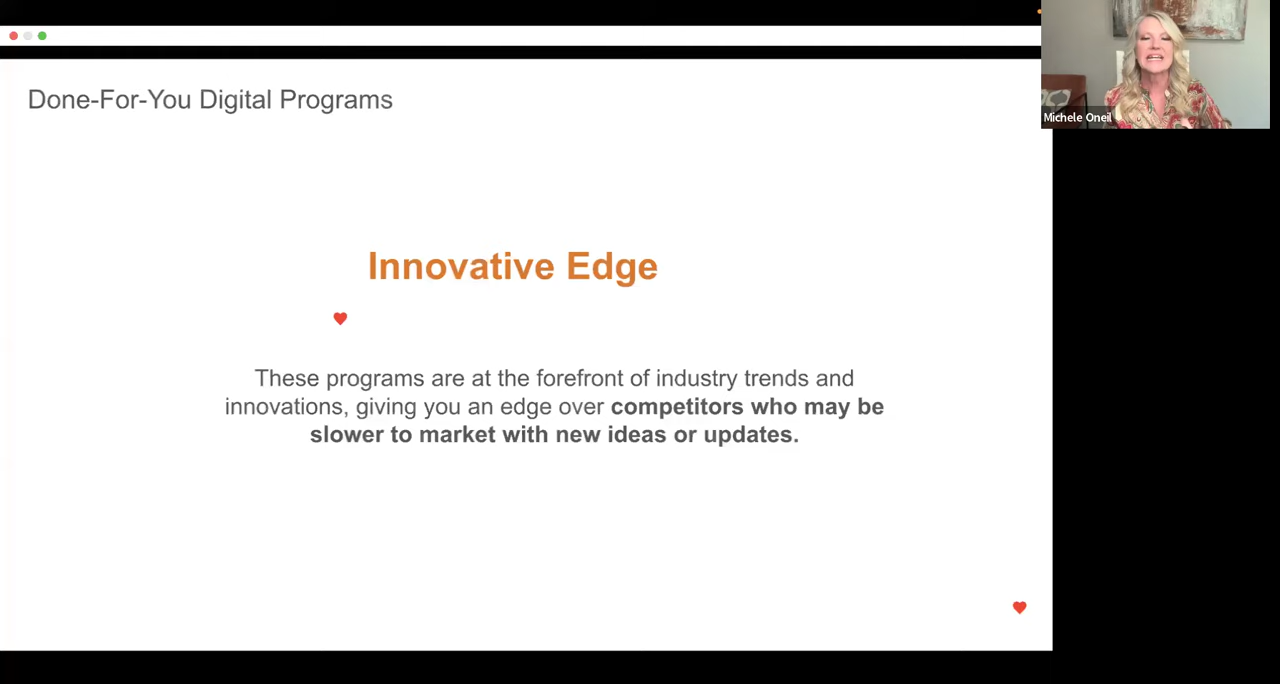 Done-For-You Digital Programs
Michele Oneil
Innovative Edge
These programs are at the forefront of industry trends and
innovations, giving you an edge over competitors who may be
slower to market with new ideas or updates.